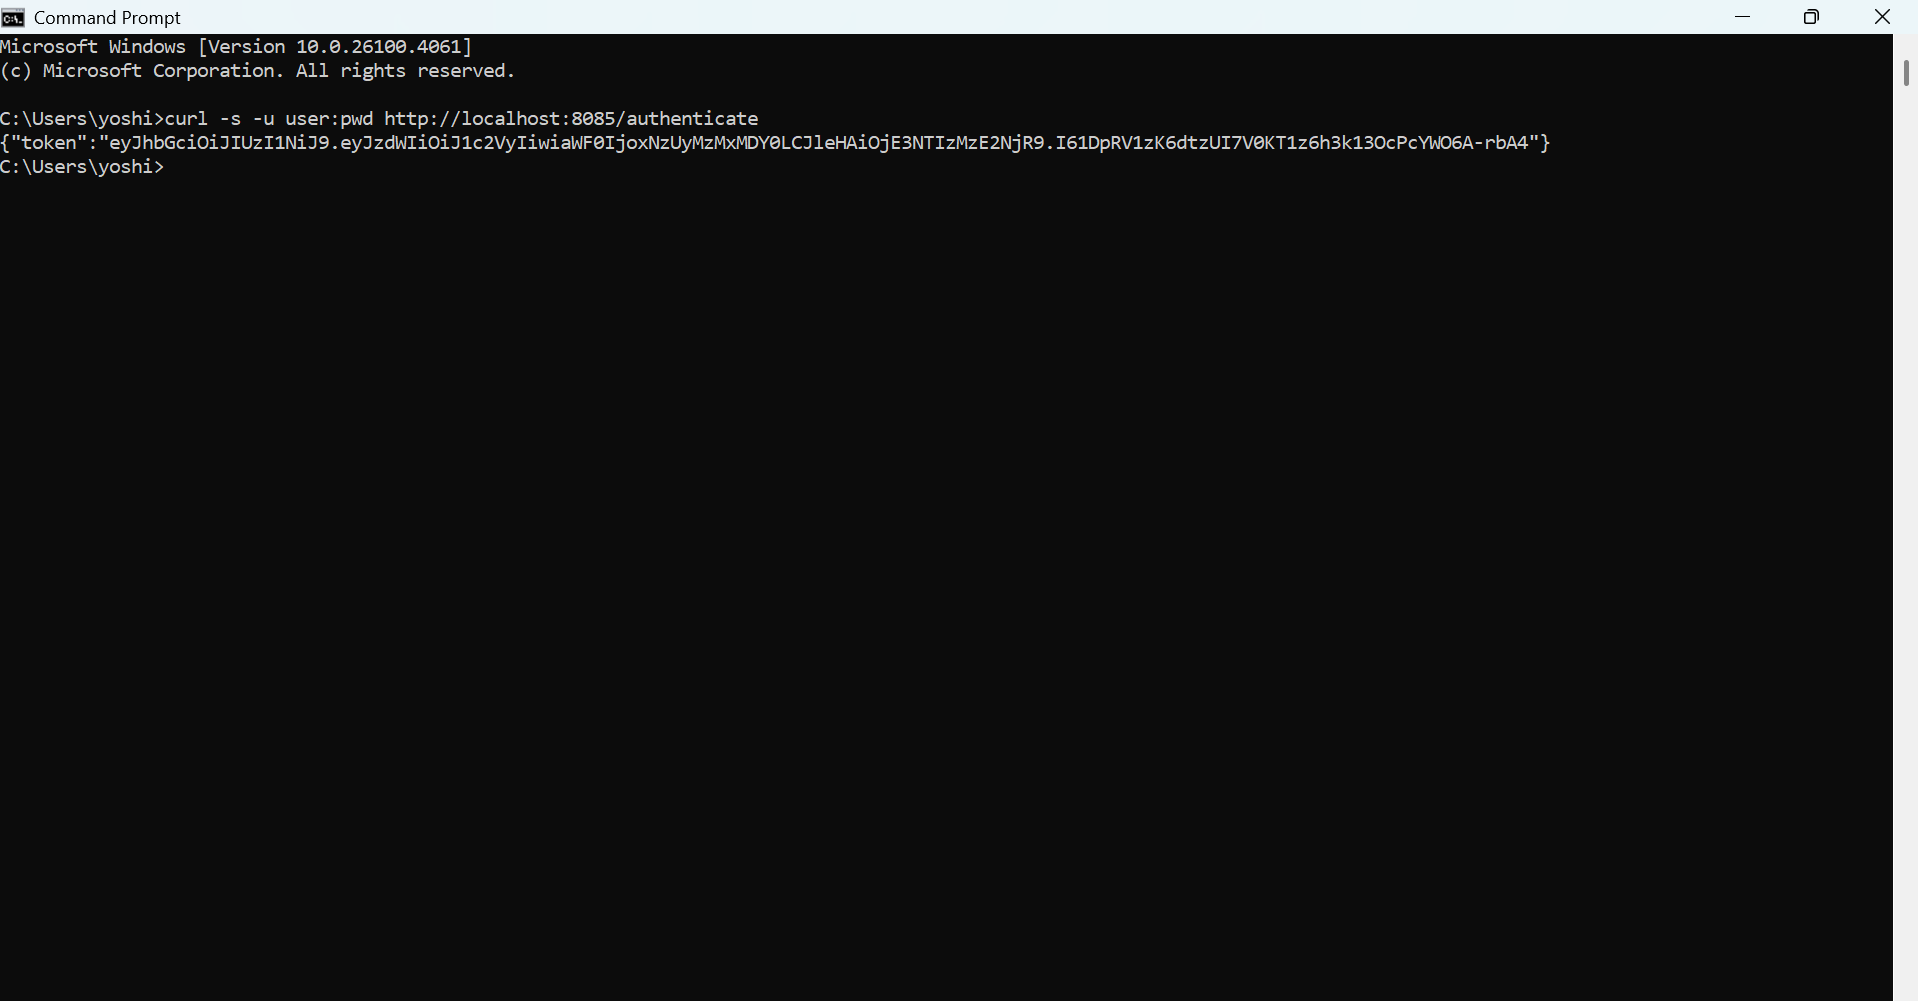 Command Prompt
Microsoft Windows [Version 10.0.26100.4061]
(c) Microsoft Corporation. All rights reserved.
C:\Users\yoshi>curl -s -u user:pwd http://localhost:8085/authenticate
{"token":"eyJhbGciOiJIUzI1NiJ9.eyJzdWIiOiJ1c2VyIiwiaWF0IjoxNzUyMzMxMDY0LCJleHAiOjE3NTIzMzE2NjR9.I61DpRV1zK6dtzUI7V0KT1z6h3k13OcPcYWO6A-rbA4"}
C:\Users\yoshi>